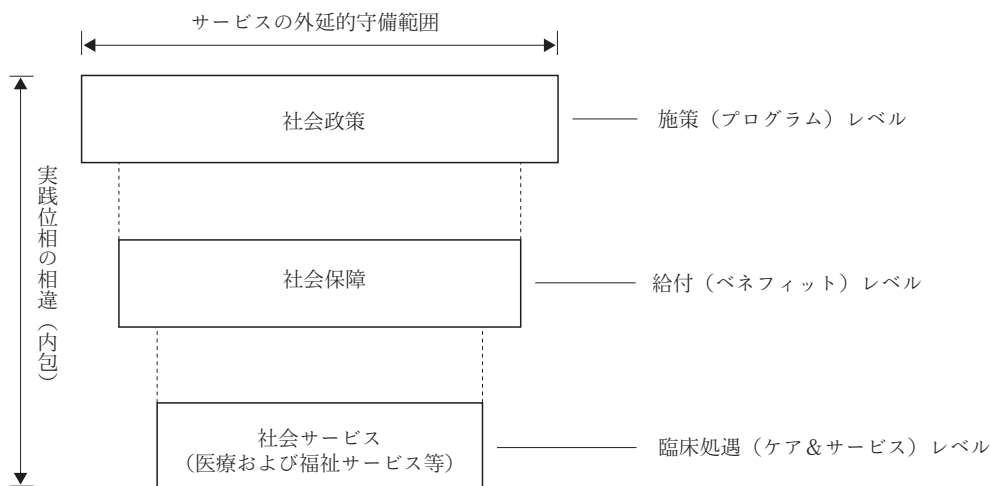 サービスの外延的守備範囲
社会政策
施策（プログラム）レベル
実践位相の相違（内包）
社会保障
給付（ベネフィット）レベル
社会サービス
（医療および福祉サービス等）
臨床処遇（ケア＆サービス）レベル